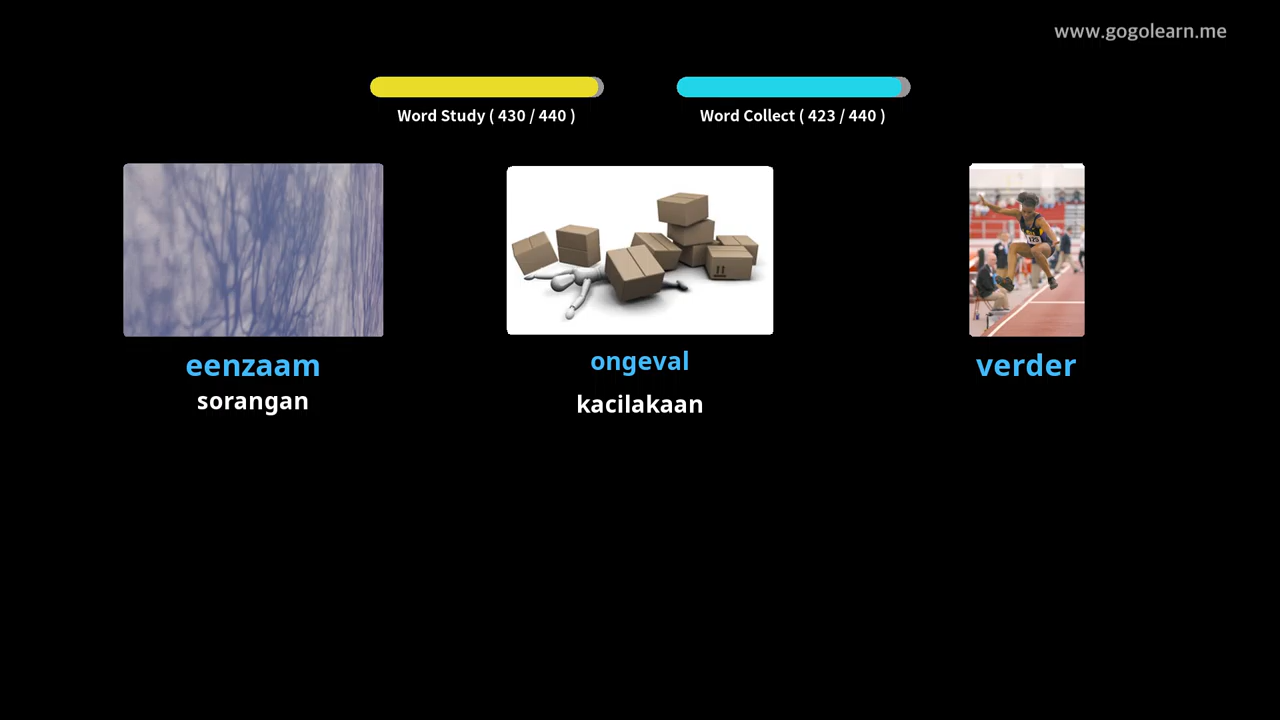 www.gogolearn.me
Word Study ( 430 / 440 )
Word Collect ( 423 / 440 )
eenzaam
sorangan
ongeval
kacilakaan
verder